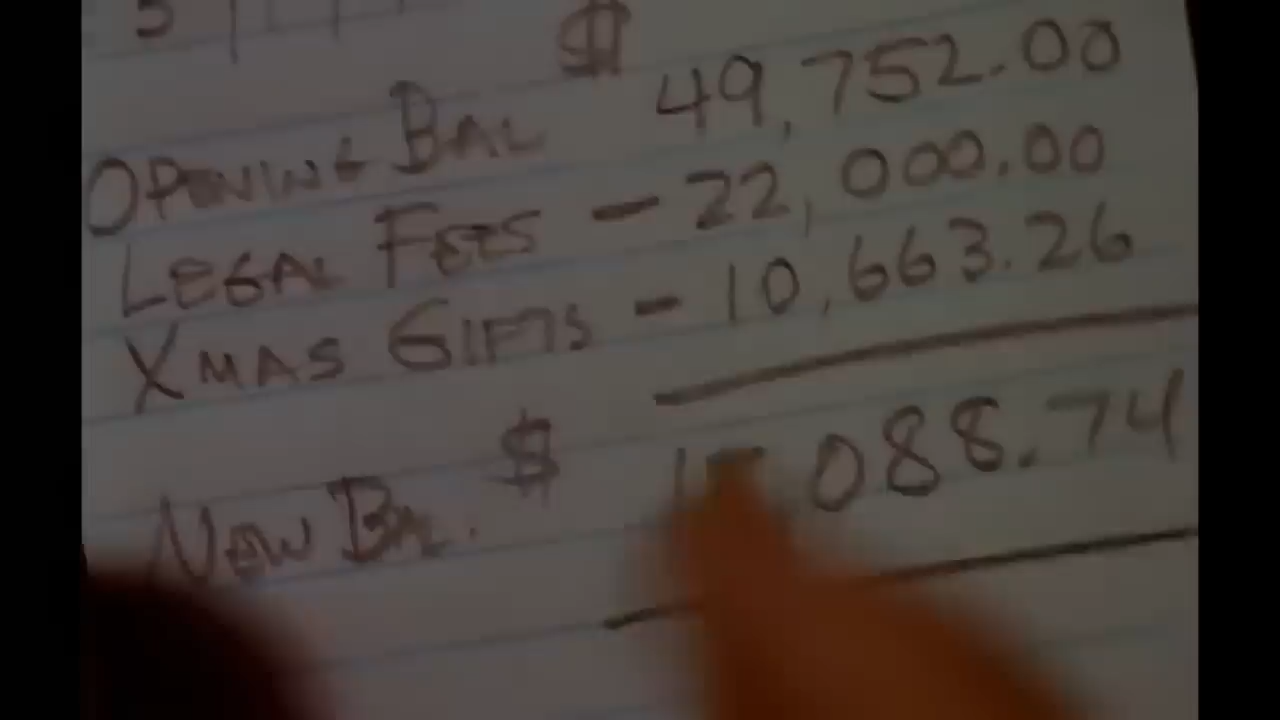 5
$
OPENING BAL 49,752.00
LEGAL FEES - 22,000.00
XMAS GIFTS - 10,663.26
NEW BAL. $ 088.74